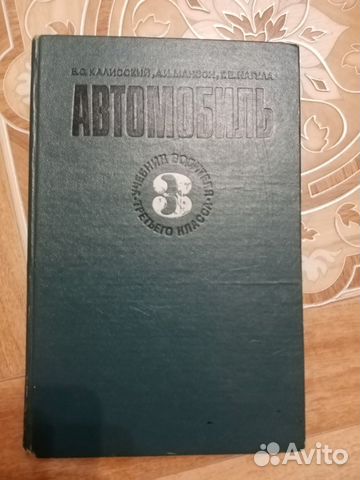 В.С. КАЛИССКИЙ, А.И. МАНЗОН, Г.Е. НАГУЛА
АВТОМОБИЛЬ
УЧЕБНИК ВОДИТЕЛЯ
3
ТРЕТЬЕГО КЛАССА
Avito